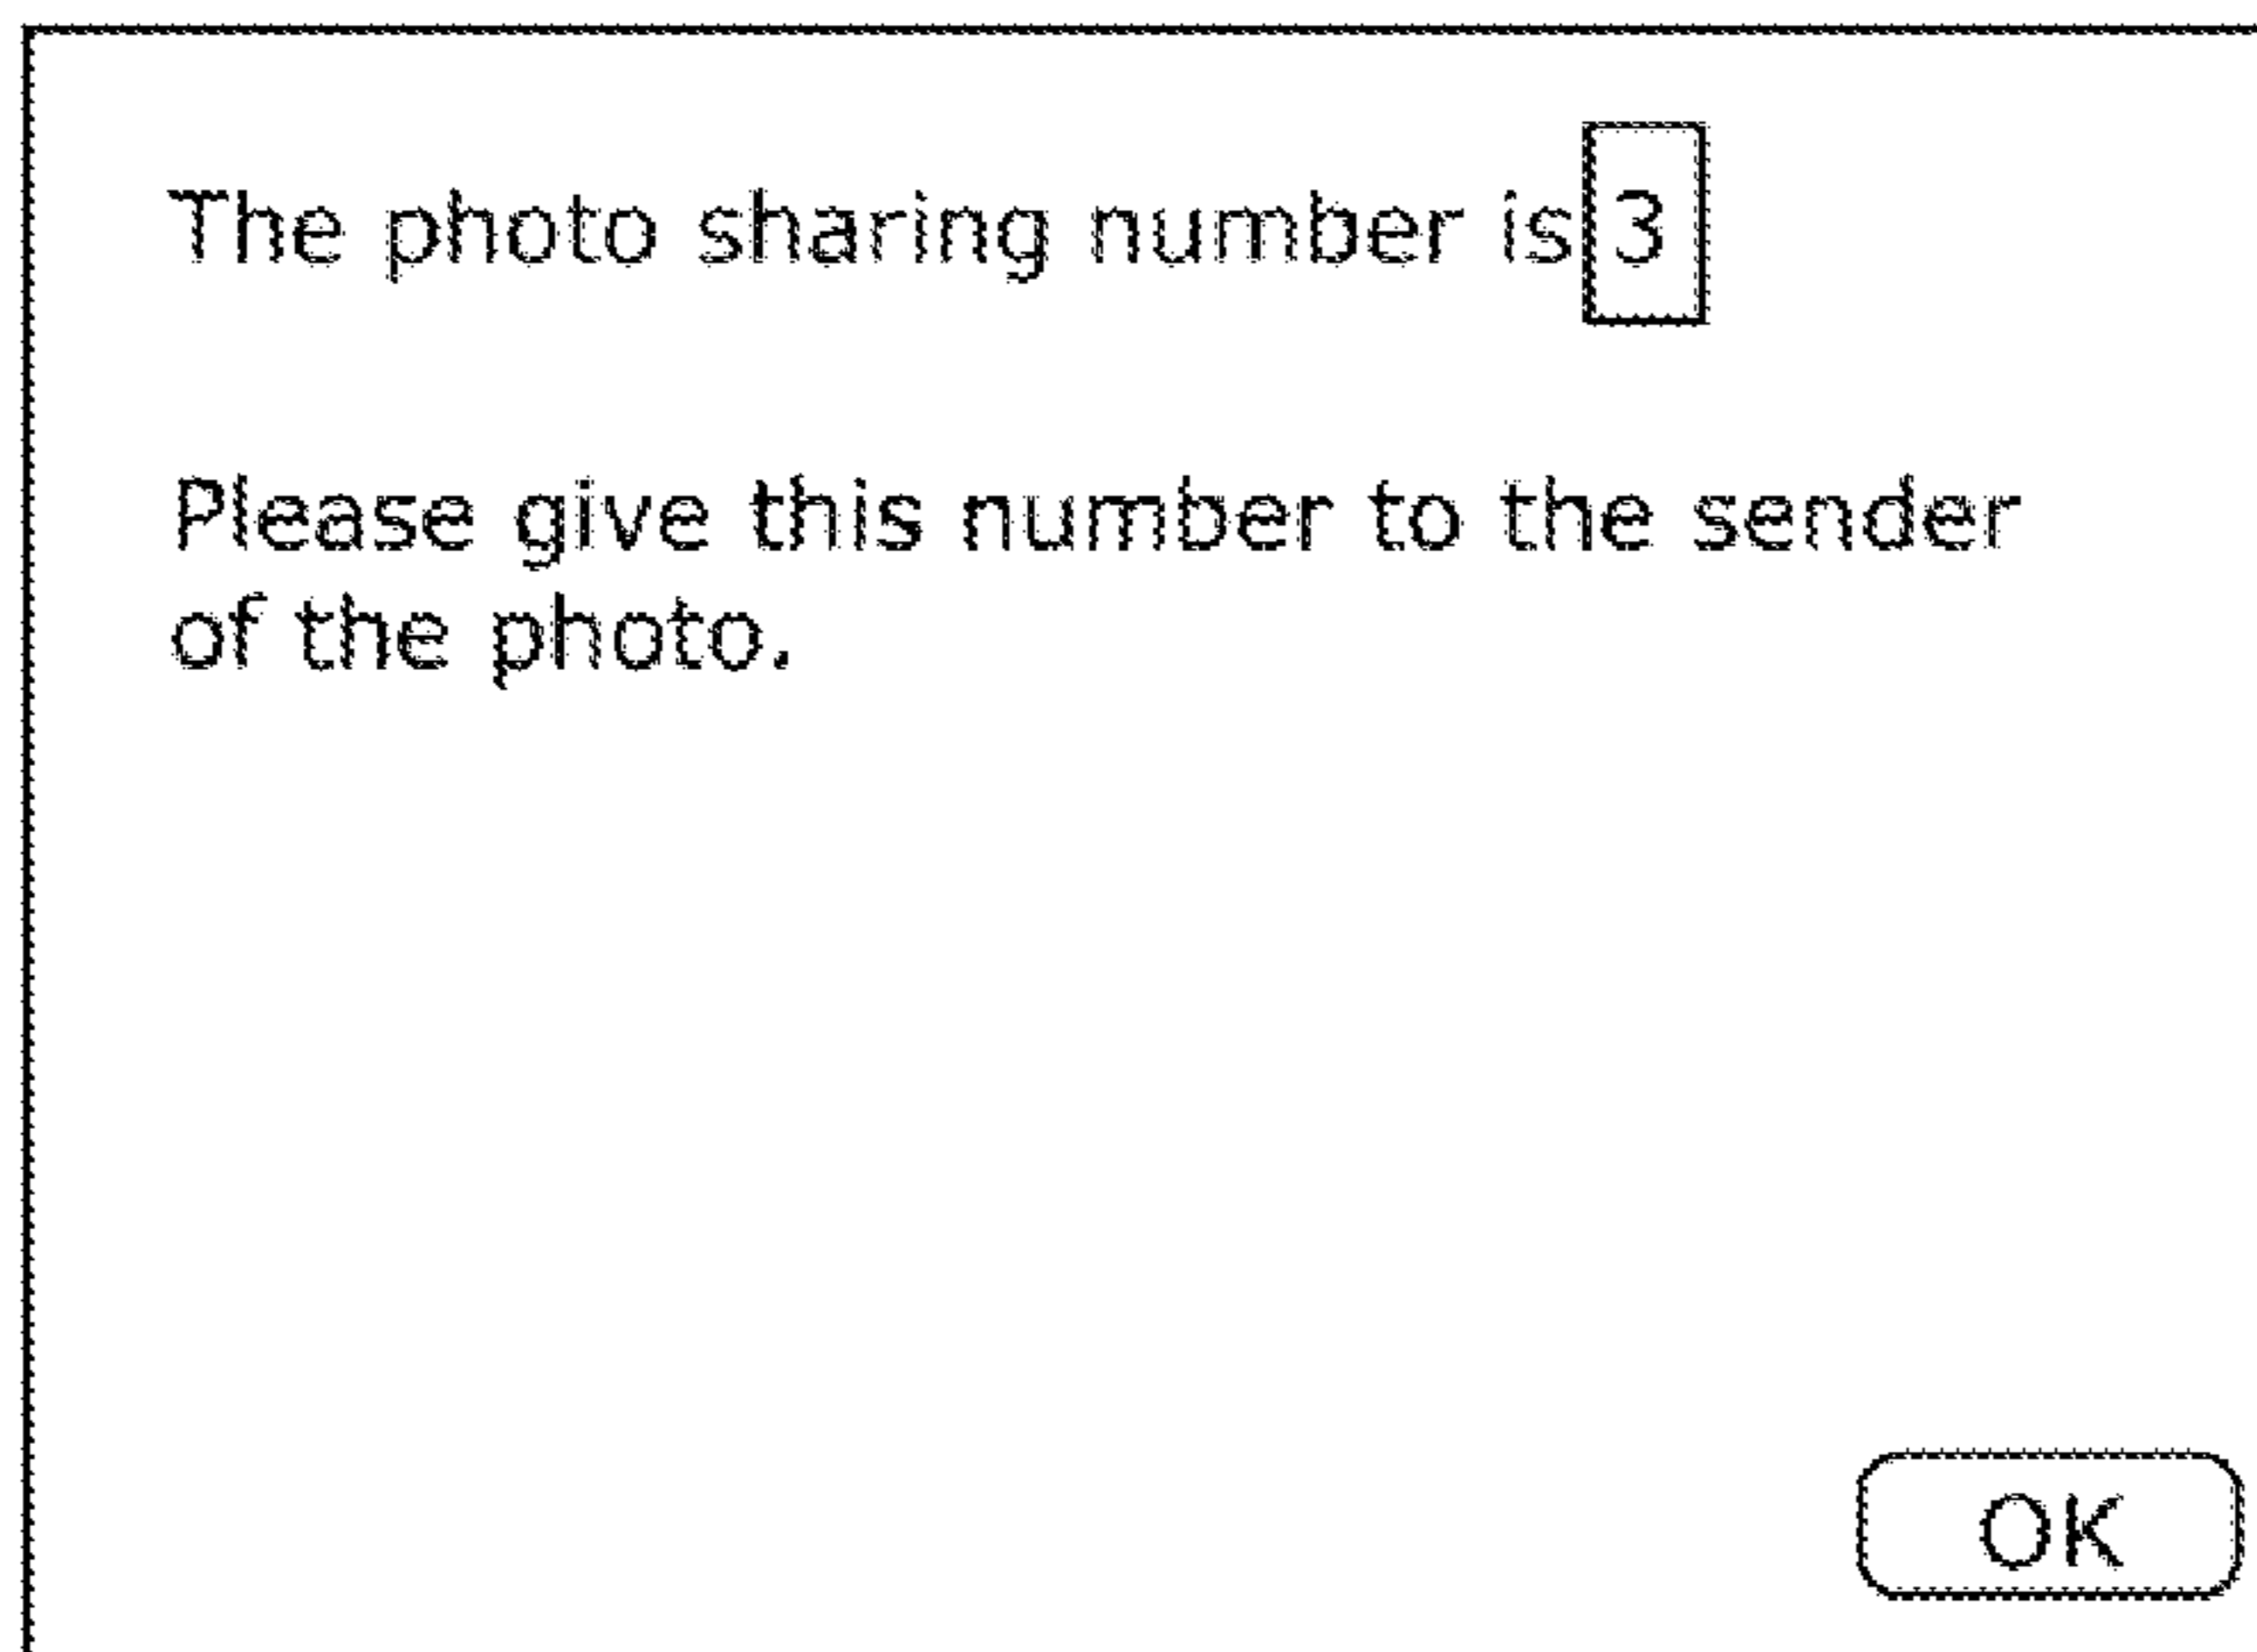 The photo sharing number is 3
Please give this number to the sender
of the photo.
OK